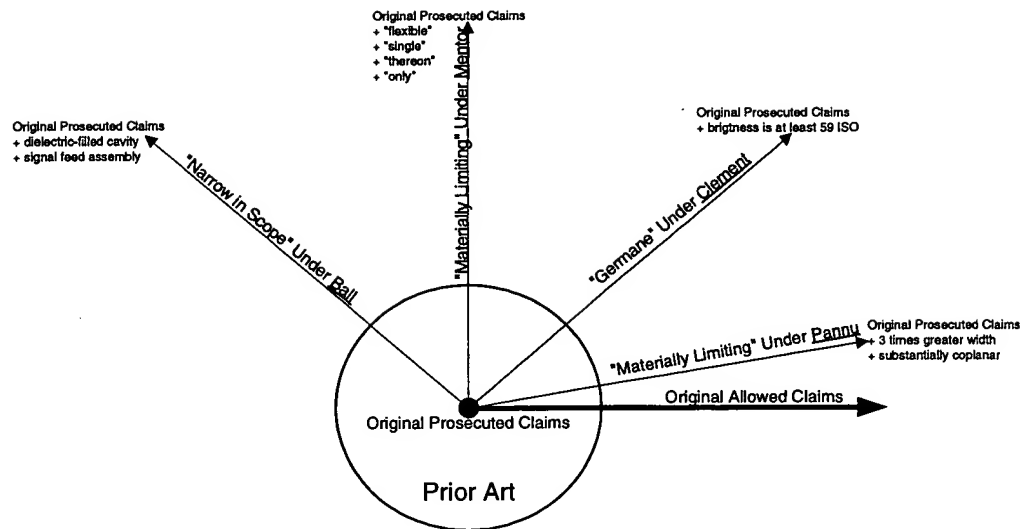 Original Prosecuted Claims
+ "flexible"
+ "single"
+ "thereon"
+ "only"
"Materially Limiting" Under Mentor
Original Prosecuted Claims
+ dielectric-filled cavity
+ signal feed assembly
"Narrow in Scope" Under Ball
Original Prosecuted Claims
+ brigtness is at least 59 ISO
"Germane" Under Clement
Original Prosecuted Claims
+ 3 times greater width
+ substantially coplanar
"Materially Limiting" Under Pannu
Original Allowed Claims
Original Prosecuted Claims
Prior Art